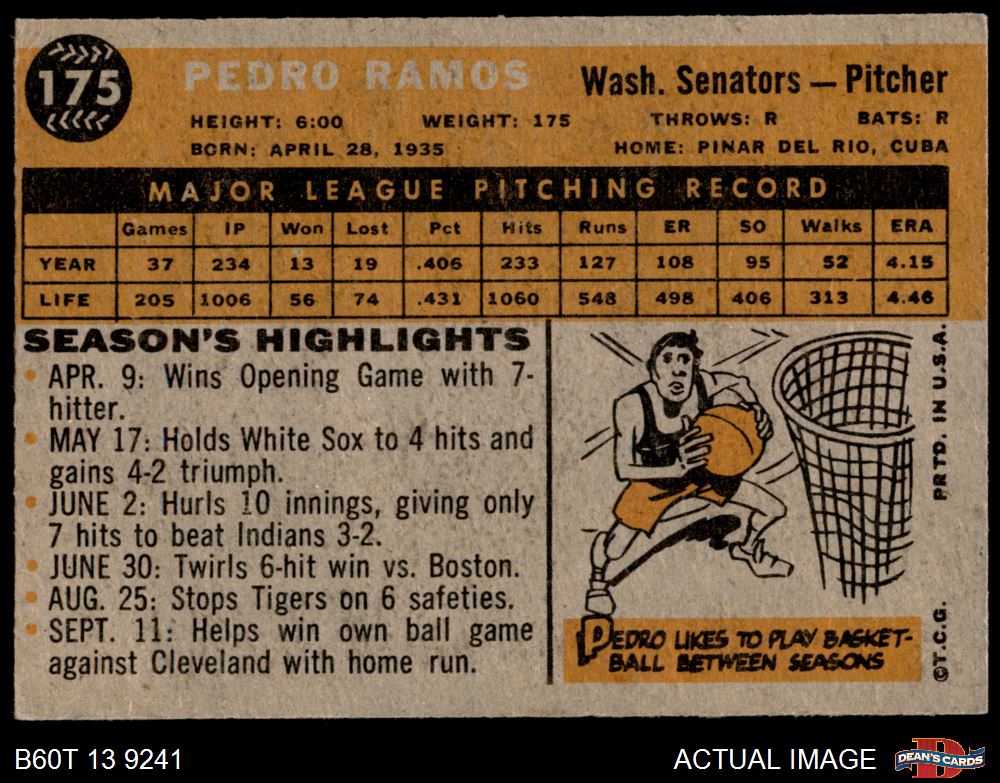 175
PEDRO RAMOS
Wash. Senators — Pitcher
HEIGHT: 6:00 WEIGHT: 175 THROWS: R BATS: R
BORN: APRIL 28, 1935 HOME: PINAR DEL RIO, CUBA
MAJOR LEAGUE PITCHING RECORD
Games IP Won Lost Pct Hits Runs ER SO Walks ERA
YEAR 37 234 13 19 .406 233 127 108 95 52 4.15
LIFE 205 1006 56 74 .431 1060 548 498 406 313 4.46
SEASON'S HIGHLIGHTS
• APR. 9: Wins Opening Game with 7-
hitter.
• MAY 17: Holds White Sox to 4 hits and
gains 4-2 triumph.
• JUNE 2: Hurls 10 innings, giving only
7 hits to beat Indians 3-2.
• JUNE 30: Twirls 6-hit win vs. Boston.
• AUG. 25: Stops Tigers on 6 safeties.
• SEPT. 11: Helps win own ball game
against Cleveland with home run.
PEDRO LIKES TO PLAY BASKET-
BALL BETWEEN SEASONS
©T.C.G. PRTD. IN U.S.A.
B60T 13 9241
ACTUAL IMAGE
D
DEAN'S CARDS